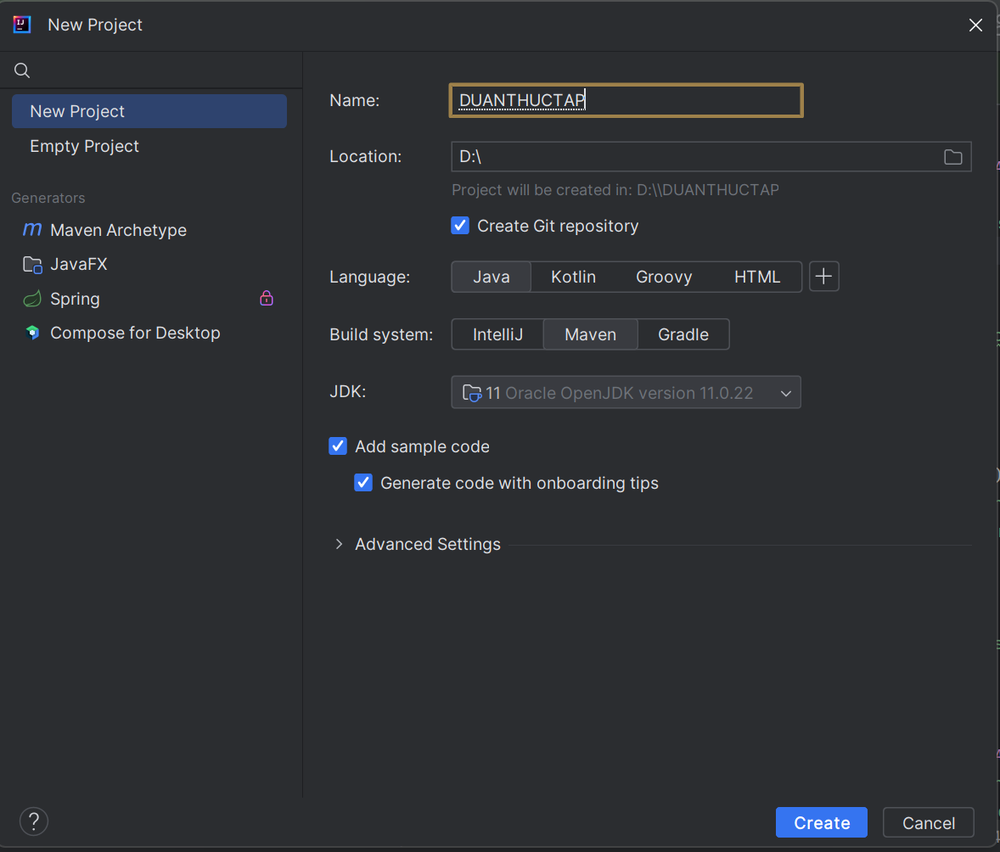 New Project
New Project
Empty Project
Generators
Maven Archetype
JavaFX
Spring
Compose for Desktop
Name: DUANTHUCTAP
Location: D:\
Project will be created in: D:\\DUANTHUCTAP
Create Git repository
Language: Java Kotlin Groovy HTML
Build system: IntelliJ Maven Gradle
JDK: 11 Oracle OpenJDK version 11.0.22
Add sample code
Generate code with onboarding tips
Advanced Settings
? Create Cancel